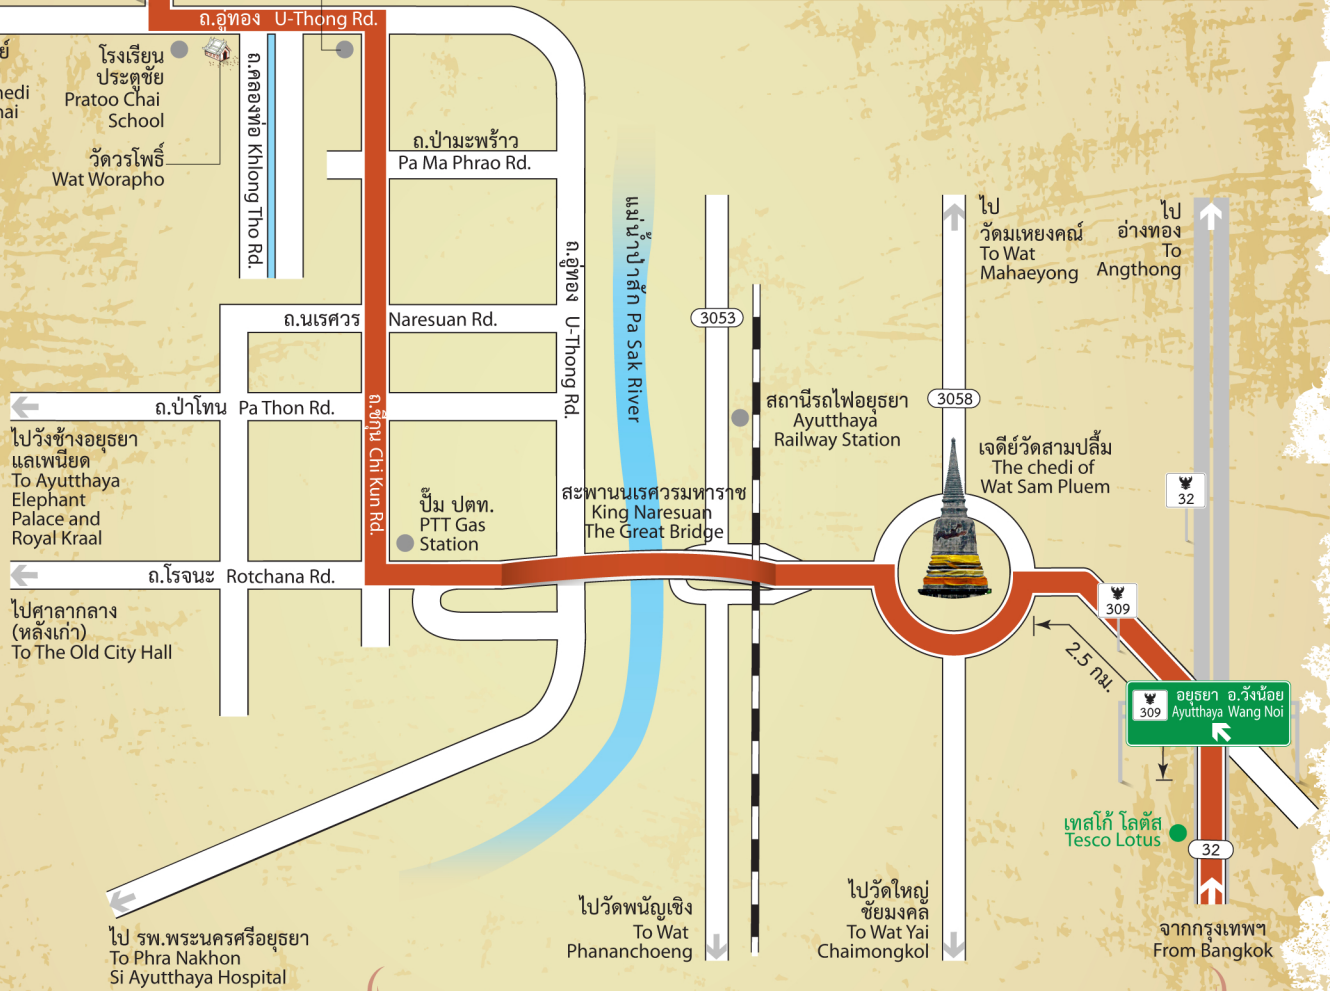 ถ.อู่ทอง U-Thong Rd.
โรงเรียน
ประตูชัย
Pratoo Chai
School
วัดวรโพธิ์
Wat Worapho
ถ.คลองท่อ Khlong Tho Rd.
ถ.ป่ามะพร้าว
Pa Ma Phrao Rd.
ถ.อู่ทอง U-Thong Rd.
แม่น้ำป่าสัก Pa Sak River
ถ.นเรศวร Naresuan Rd.
ถ.ป่าโทน Pa Thon Rd.
ไปวังช้างอยุธยา
แลเพนียด
To Ayutthaya
Elephant
Palace and
Royal Kraal
ถ.ชีกุน Chi Kun Rd.
ปั๊ม ปตท.
PTT Gas
Station
สะพานนเรศวรมหาราช
King Naresuan
The Great Bridge
ถ.โรจนะ Rotchana Rd.
ไปศาลากลาง
(หลังเก่า)
To The Old City Hall
ไป รพ.พระนครศรีอยุธยา
To Phra Nakhon
Si Ayutthaya Hospital
3053
สถานีรถไฟอยุธยา
Ayutthaya
Railway Station
ไปวัดพนัญเชิง
To Wat
Phananchoeng
ไป
วัดมเหยงคณ์
To Wat
Mahaeyong
3058
เจดีย์วัดสามปลื้ม
The chedi of
Wat Sam Pluem
ไปวัดใหญ่
ชัยมงคล
To Wat Yai
Chaimongkol
ไป
อ่างทอง
To
Angthong
32
309
2.5 กม.
309
อยุธยา อ.วังน้อย
Ayutthaya Wang Noi
เทสโก้ โลตัส
Tesco Lotus
32
จากกรุงเทพฯ
From Bangkok